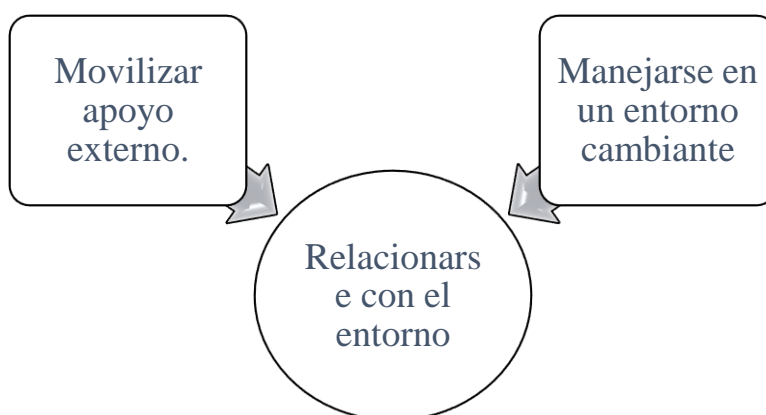 Movilizar
apoyo
externo.
Manejarse en
un entorno
cambiante
Relacionars
e con el
entorno